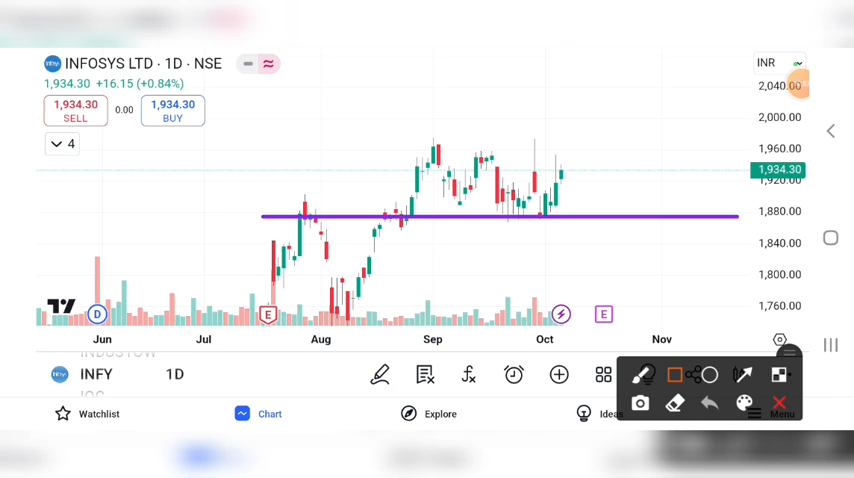 INFOSYS LTD · 1D · NSE
INR
1,934.30 +16.15 (+0.84%)
2,040.00
1,934.30
SELL
0.00
1,934.30
BUY
2,000.00
4
1,960.00
1,934.30
1,920.00
1,880.00
1,840.00
1,800.00
1,760.00
D
E
E
Jun
Jul
Aug
Sep
Oct
Nov
INFY
1D
Watchlist
Chart
Explore
Ideas
Menu